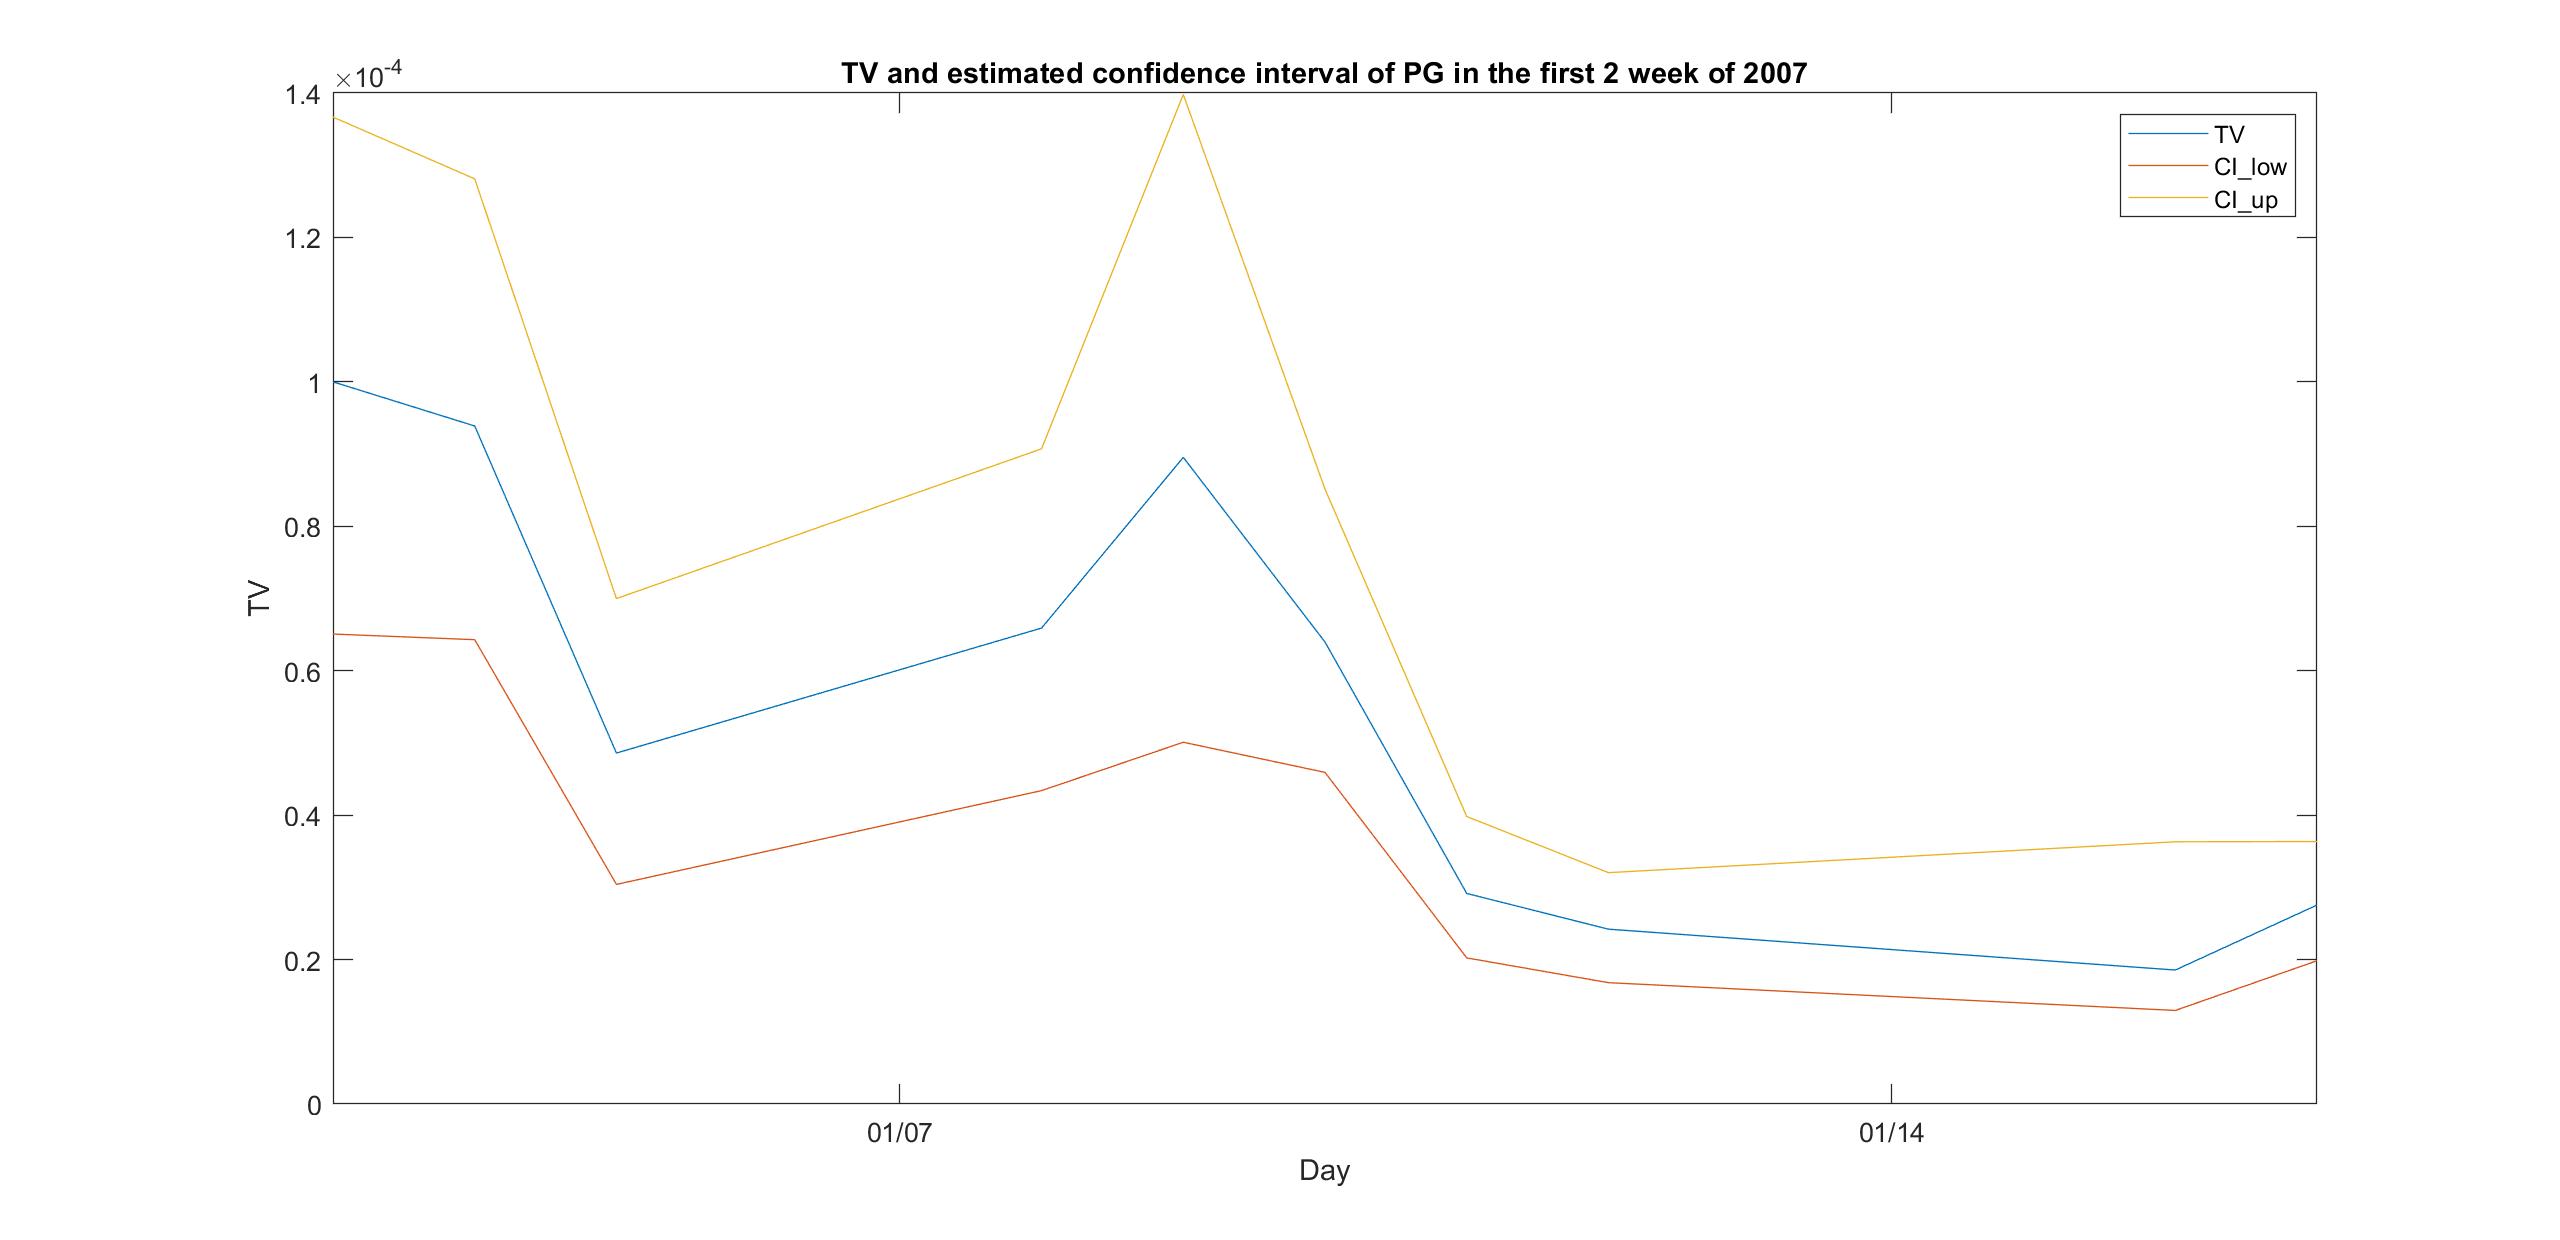 TV and estimated confidence interval of PG in the first 2 week of 2007
×10-4
1.4
1.2
1
0.8
0.6
0.4
0.2
0
TV
01/07
01/14
Day
TV
CI_low
CI_up